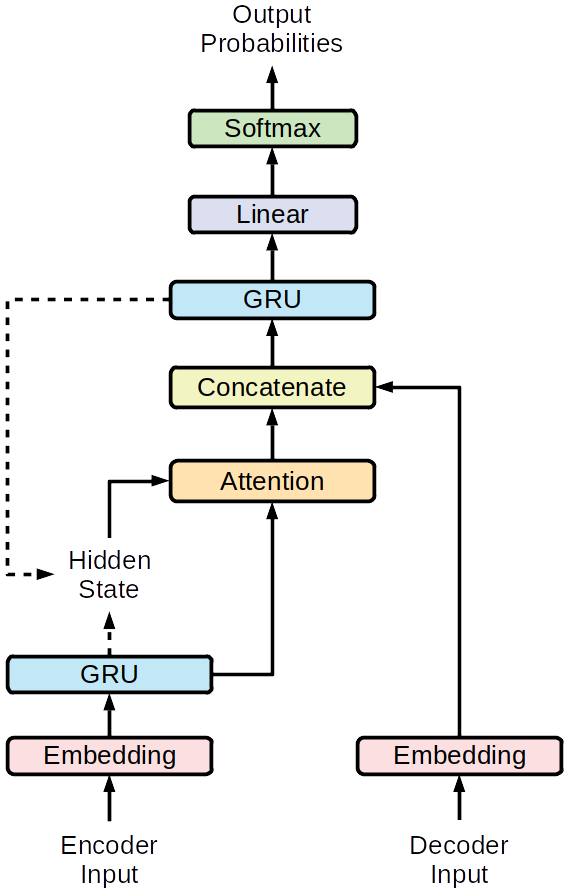 Output
Probabilities
Softmax
Linear
GRU
Concatenate
Attention
Hidden
State
GRU
Embedding
Embedding
Encoder
Input
Decoder
Input